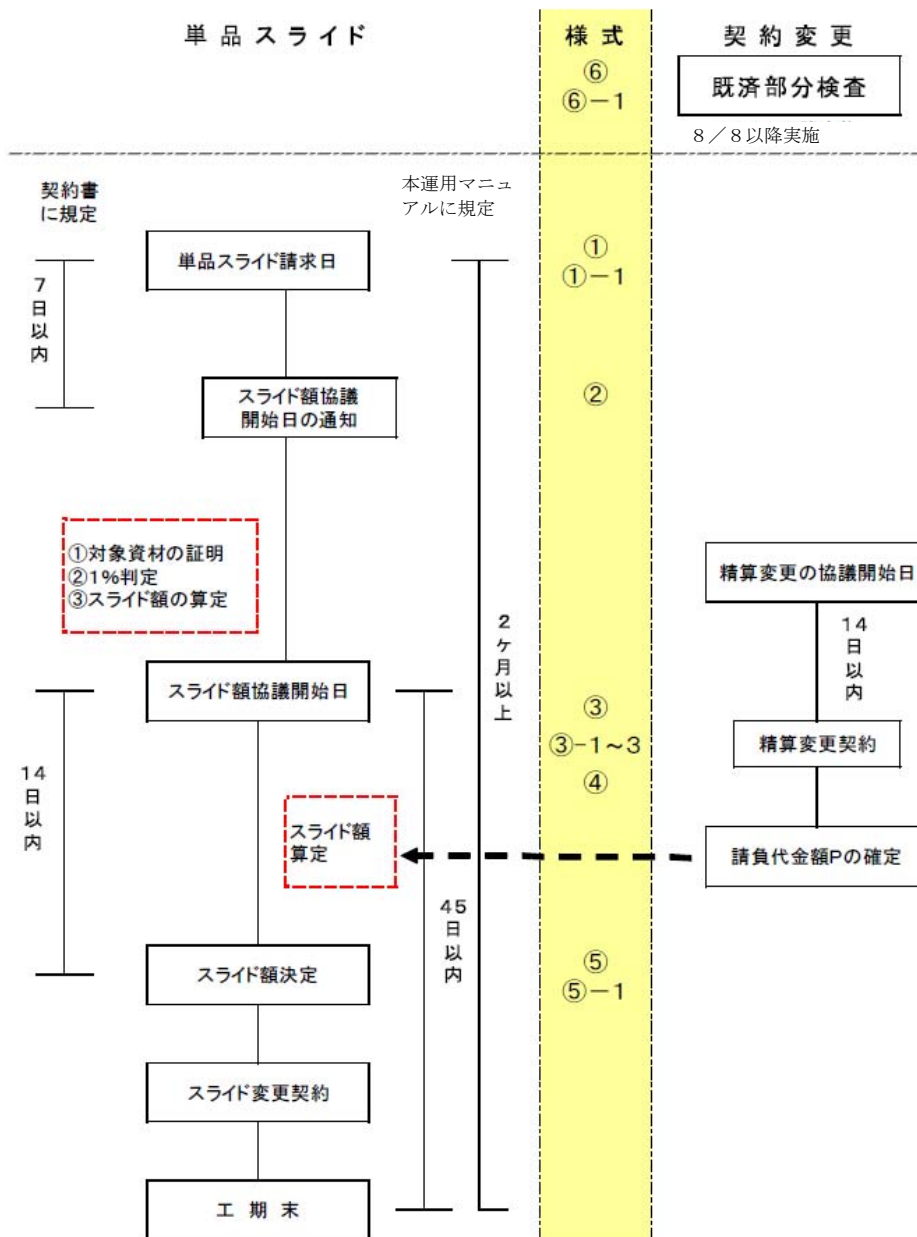 単品スライド
様式
契約変更
⑥
⑥－1
既済部分検査
８／８以降実施
契約書
に規定
本運用マニュ
アルに規定
単品スライド請求日
①
①－1
7日以内
スライド額協議
開始日の通知
②
①対象資材の証明
②1％判定
③スライド額の算定
精算変更の協議開始日
2ヶ月以上
14日以内
スライド額協議開始日
③
③-1～3
④
精算変更契約
14日以内
スライド額
算定
請負代金額Pの確定
45日以内
スライド額決定
⑤
⑤－1
スライド変更契約
工期末